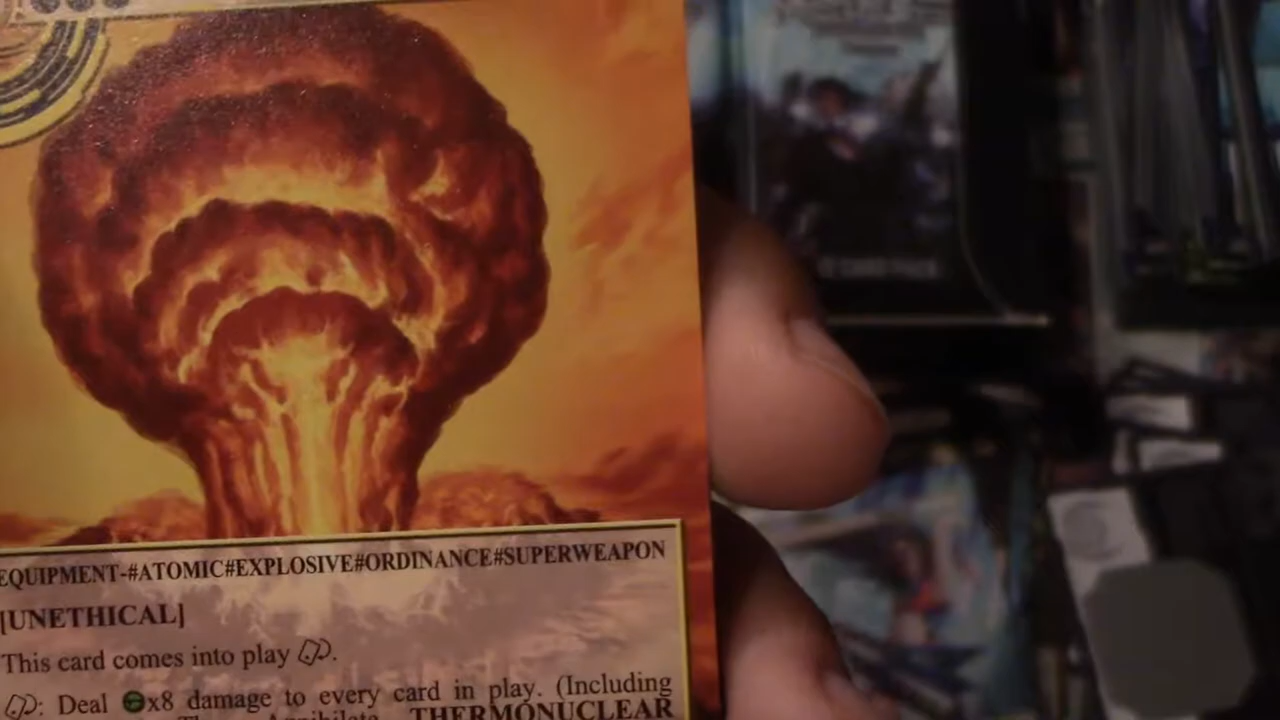 EQUIPMENT-#ATOMIC#EXPLOSIVE#ORDINANCE#SUPERWEAPON
[UNETHICAL]
This card comes into play .
: Deal x8 damage to every card in play. (Including
Annihilate THERMONUCLEAR